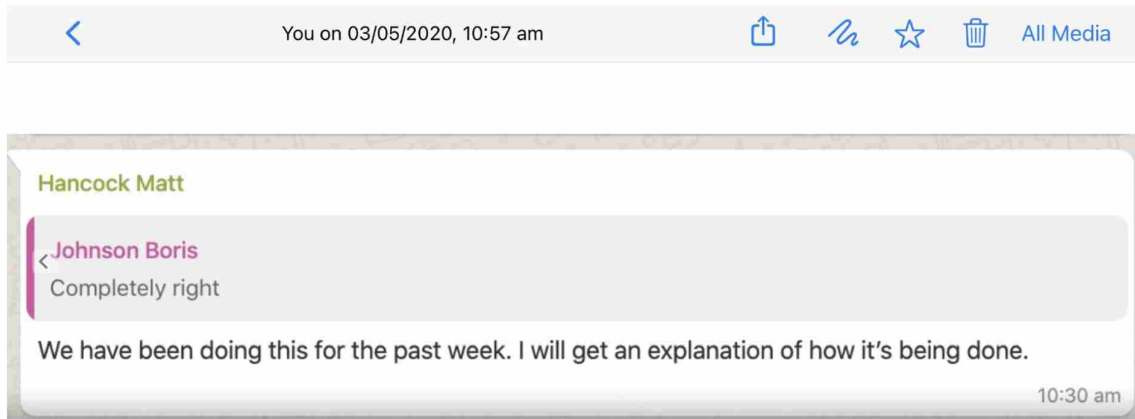 You on 03/05/2020, 10:57 am All Media
Hancock Matt
Johnson Boris
Completely right
We have been doing this for the past week. I will get an explanation of how it's being done.
10:30 am